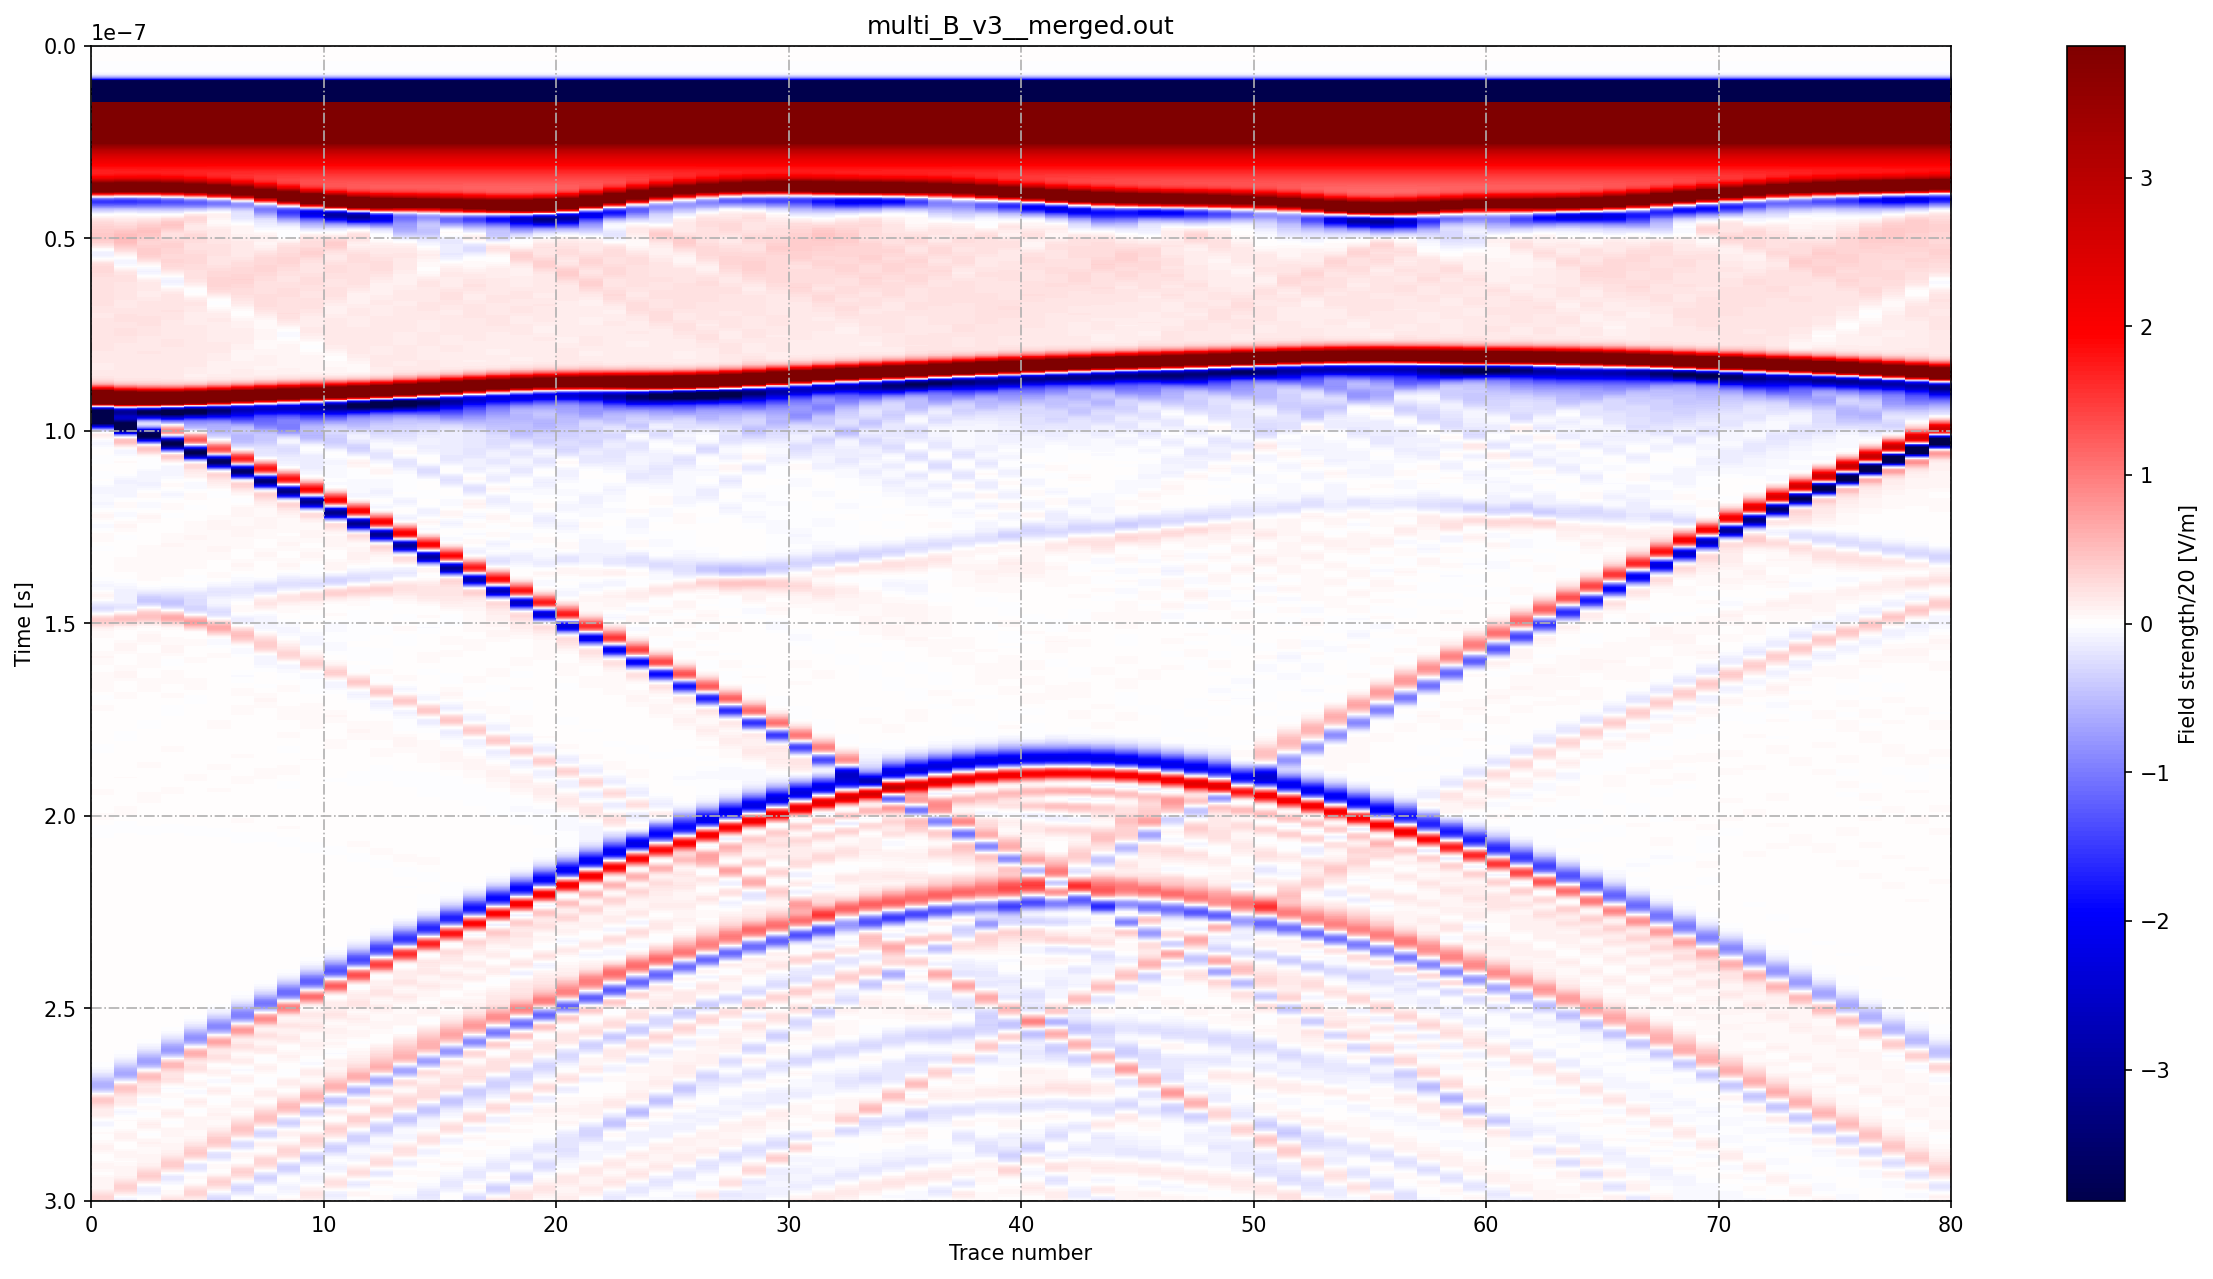 multi_B_v3__merged.out
1e−7
0.0
0.5
1.0
1.5
2.0
2.5
3.0
Time [s]
0 10 20 30 40 50 60 70 80
Trace number
3
2
1
0
−1
−2
−3
Field strength/20 [V/m]